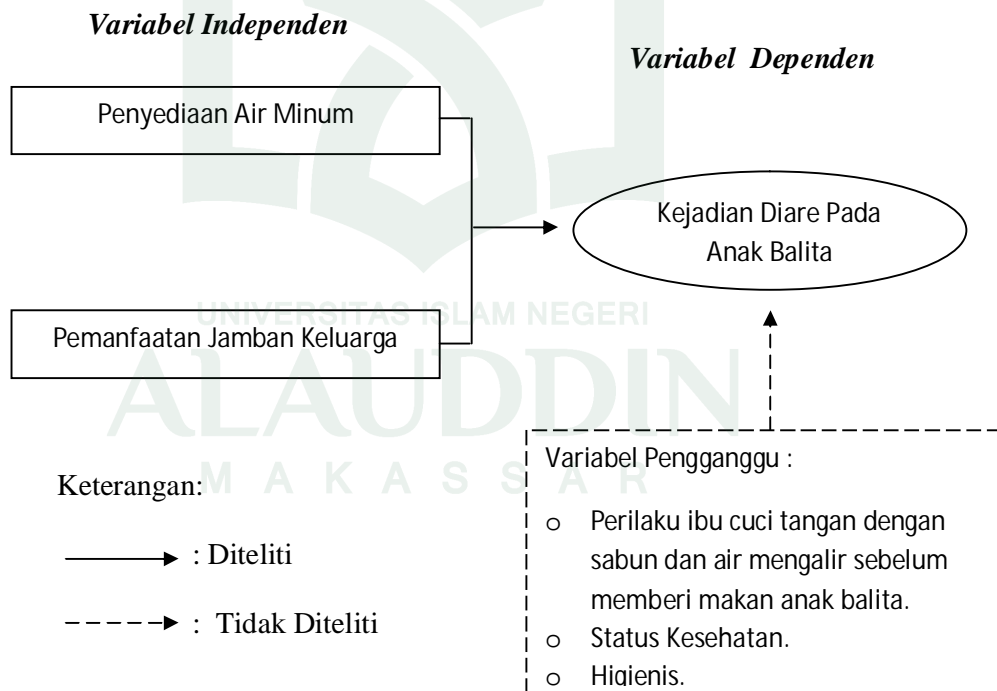 Variabel Independen
Variabel Dependen
Penyediaan Air Minum
Kejadian Diare Pada
Anak Balita
UNIVERSITAS ISLAM NEGERI
Pemanfaatan Jamban Keluarga
ALAUDDIN
MAKASSAR
Variabel Pengganggu :
o Perilaku ibu cuci tangan dengan
sabun dan air mengalir sebelum
memberi makan anak balita.
o Status Kesehatan.
o Higienis.
Keterangan:
: Diteliti
: Tidak Diteliti